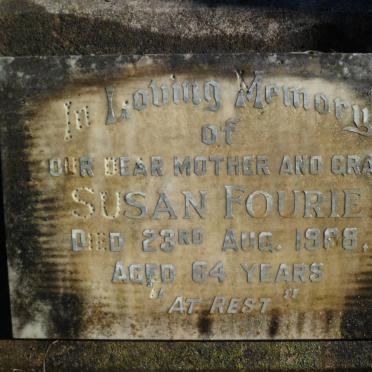 In Loving Memory
of
OUR DEAR MOTHER AND GRA
SUSAN FOURIE
DIED 23RD AUG. 1968.
AGED 64 YEARS
"AT REST"